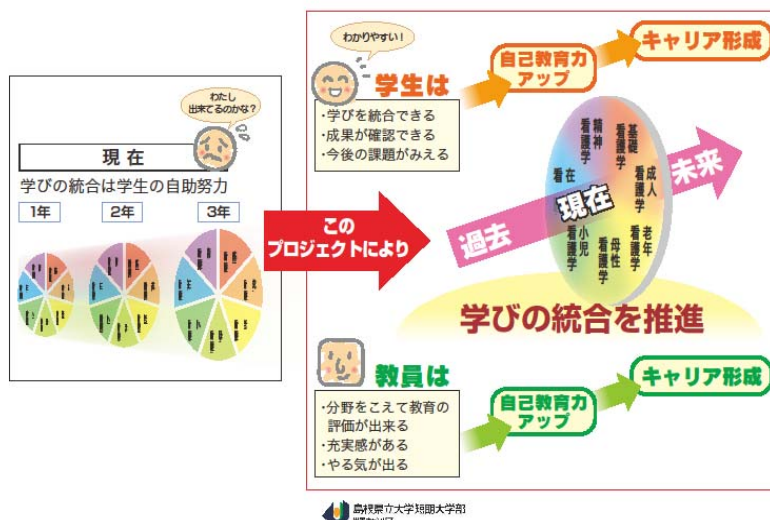 わたし
出来てるのかな？
現在
学びの統合は学生の自助努力
1年
2年
3年
この
プロジェクトにより
わかりやすい！
学生は
・学びを統合できる
・成果が確認できる
・今後の課題がみえる
自己教育力
アップ
キャリア形成
精神
看護学
基礎
看護学
成人
看護学
老年
看護学
母性
看護学
小児
看護学
在
看
過去
現在
未来
学びの統合を推進
教員は
・分野をこえて教育の
評価が出来る
・充実感がある
・やる気が出る
自己教育力
アップ
キャリア形成
島根県立大学短期大学部